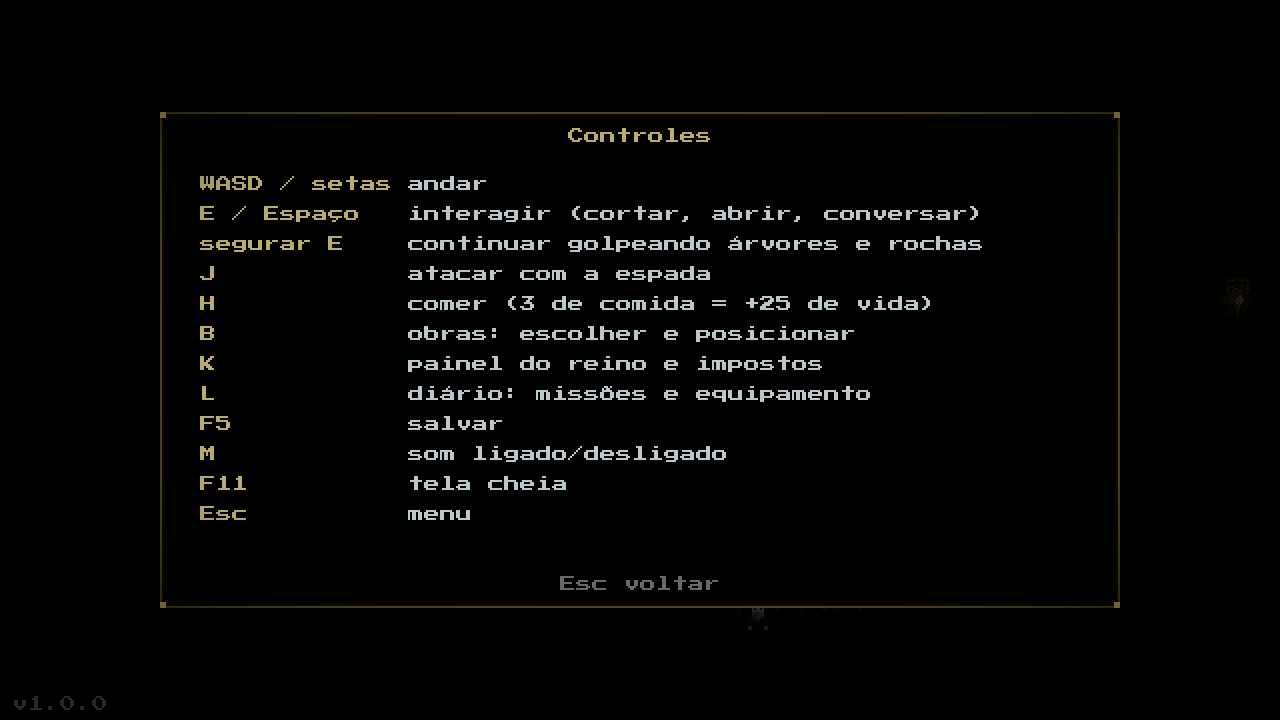 Controles
WASD / setas andar
E / Espaço interagir (cortar, abrir, conversar)
segurar E continuar golpeando árvores e rochas
J atacar com a espada
H comer (3 de comida = +25 de vida)
B obras: escolher e posicionar
K painel do reino e impostos
L diário: missões e equipamento
F5 salvar
M som ligado/desligado
F11 tela cheia
Esc menu
Esc voltar
v1.0.0